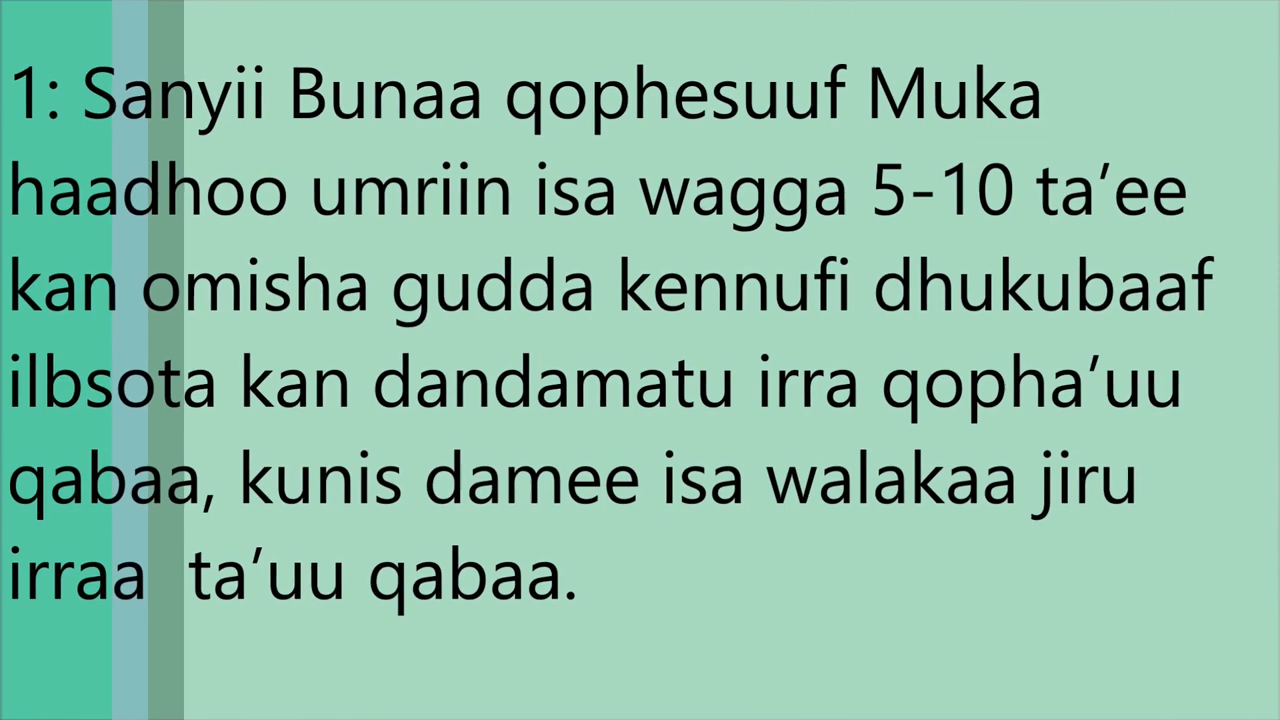 1: Sanyii Bunaa qophesuuf Muka
haadhoo umriin isa wagga 5-10 ta’ee
kan omisha gudda kennufi dhukubaaf
ilbsota kan dandamatu irra qopha’uu
qabaa, kunis damee isa walakaa jiru
irraa  ta’uu qabaa.